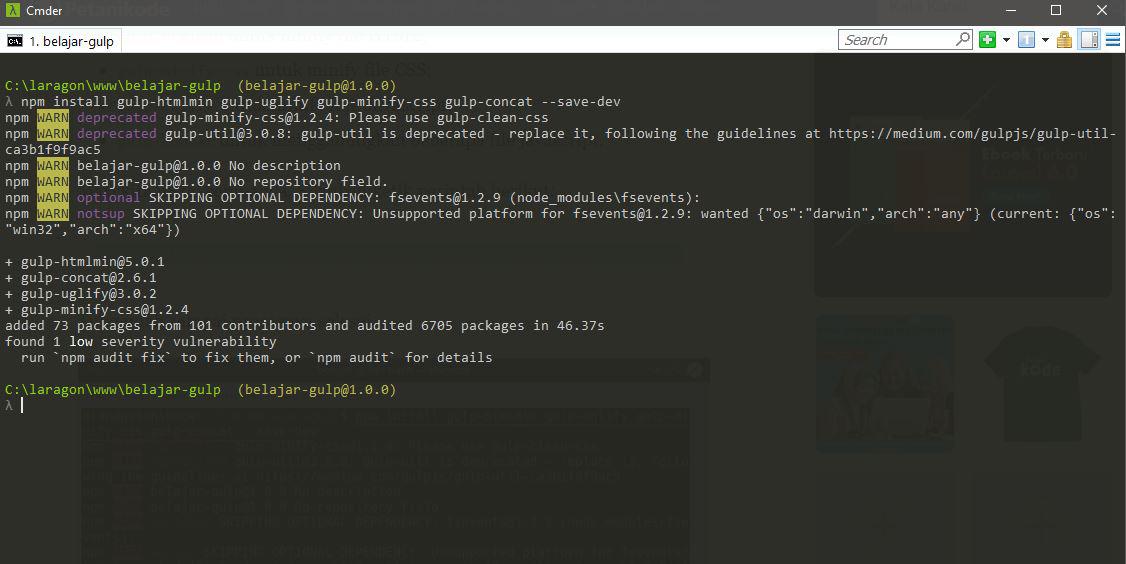 Cmder
1. belajar-gulp
Search
C:\laragon\www\belajar-gulp (belajar-gulp@1.0.0)
λ npm install gulp-htmlmin gulp-uglify gulp-minify-css gulp-concat --save-dev
npm WARN deprecated gulp-minify-css@1.2.4: Please use gulp-clean-css
npm WARN deprecated gulp-util@3.0.8: gulp-util is deprecated - replace it, following the guidelines at https://medium.com/gulpjs/gulp-util-
ca3b1f9f9ac5
npm WARN belajar-gulp@1.0.0 No description
npm WARN belajar-gulp@1.0.0 No repository field.
npm WARN optional SKIPPING OPTIONAL DEPENDENCY: fsevents@1.2.9 (node_modules\fsevents):
npm WARN notsup SKIPPING OPTIONAL DEPENDENCY: Unsupported platform for fsevents@1.2.9: wanted {"os":"darwin","arch":"any"} (current: {"os":
"win32","arch":"x64"})
+ gulp-htmlmin@5.0.1
+ gulp-concat@2.6.1
+ gulp-uglify@3.0.2
+ gulp-minify-css@1.2.4
added 73 packages from 101 contributors and audited 6705 packages in 46.37s
found 1 low severity vulnerability
run `npm audit fix` to fix them, or `npm audit` for details
C:\laragon\www\belajar-gulp (belajar-gulp@1.0.0)
λ